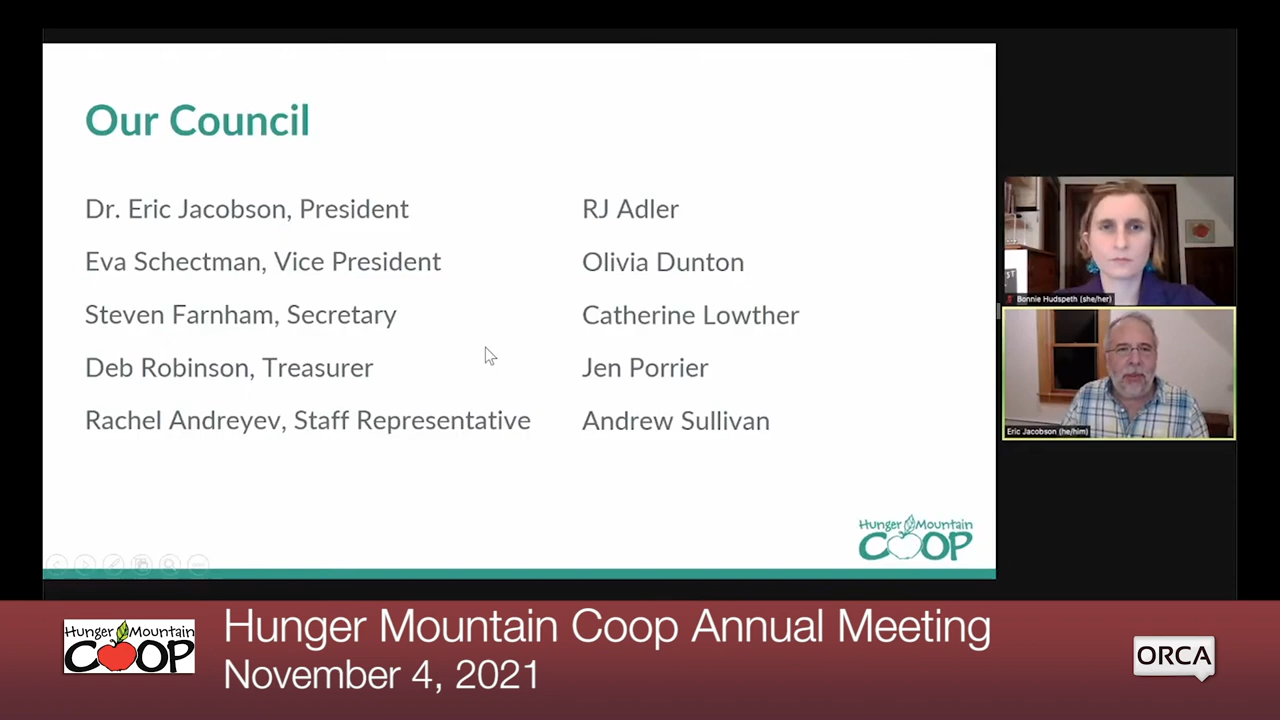 Our Council
Dr. Eric Jacobson, President
Eva Schectman, Vice President
Steven Farnham, Secretary
Deb Robinson, Treasurer
Rachel Andreyev, Staff Representative
RJ Adler
Olivia Dunton
Catherine Lowther
Jen Porrier
Andrew Sullivan
Hunger Mountain
COOP
Bonnie Hudspeth (she/her)
Eric Jacobson (he/him)
Hunger Mountain
COOP
Hunger Mountain Coop Annual Meeting
November 4, 2021
ORCA